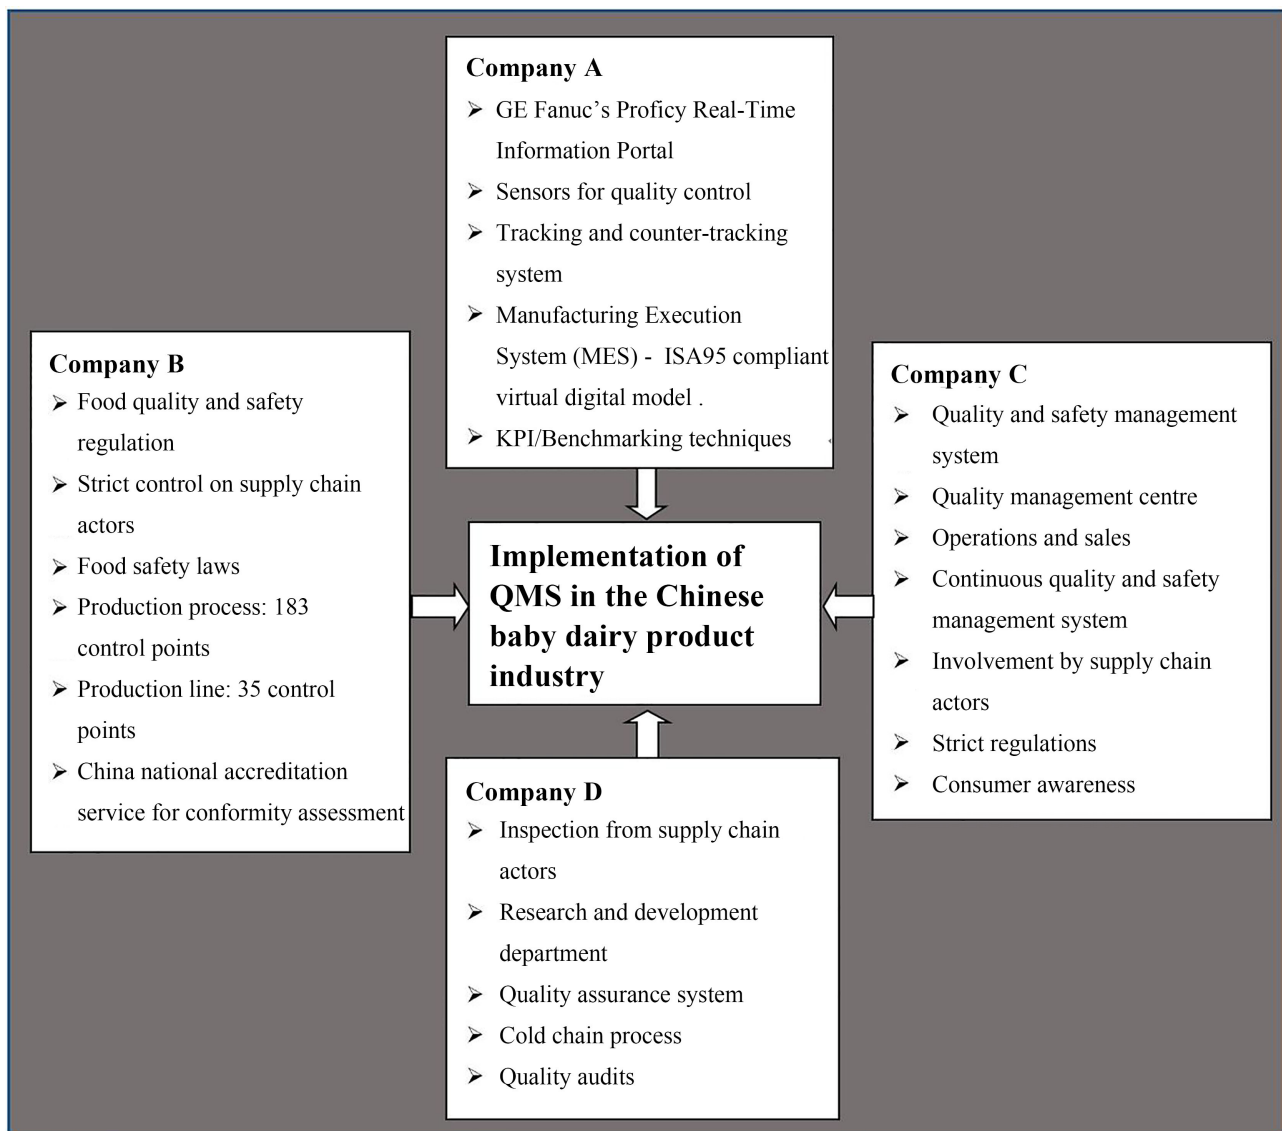 Company A
➢ GE Fanuc’s Proficy Real-Time
Information Portal
➢ Sensors for quality control
➢ Tracking and counter-tracking
system
➢ Manufacturing Execution
System (MES) - ISA95 compliant
virtual digital model .
➢ KPI/Benchmarking techniques
Company B
➢ Food quality and safety
regulation
➢ Strict control on supply chain
actors
➢ Food safety laws
➢ Production process: 183
control points
➢ Production line: 35 control
points
➢ China national accreditation
service for conformity assessment
Implementation of
QMS in the Chinese
baby dairy product
industry
Company C
➢ Quality and safety management
system
➢ Quality management centre
➢ Operations and sales
➢ Continuous quality and safety
management system
➢ Involvement by supply chain
actors
➢ Strict regulations
➢ Consumer awareness
Company D
➢ Inspection from supply chain
actors
➢ Research and development
department
➢ Quality assurance system
➢ Cold chain process
➢ Quality audits